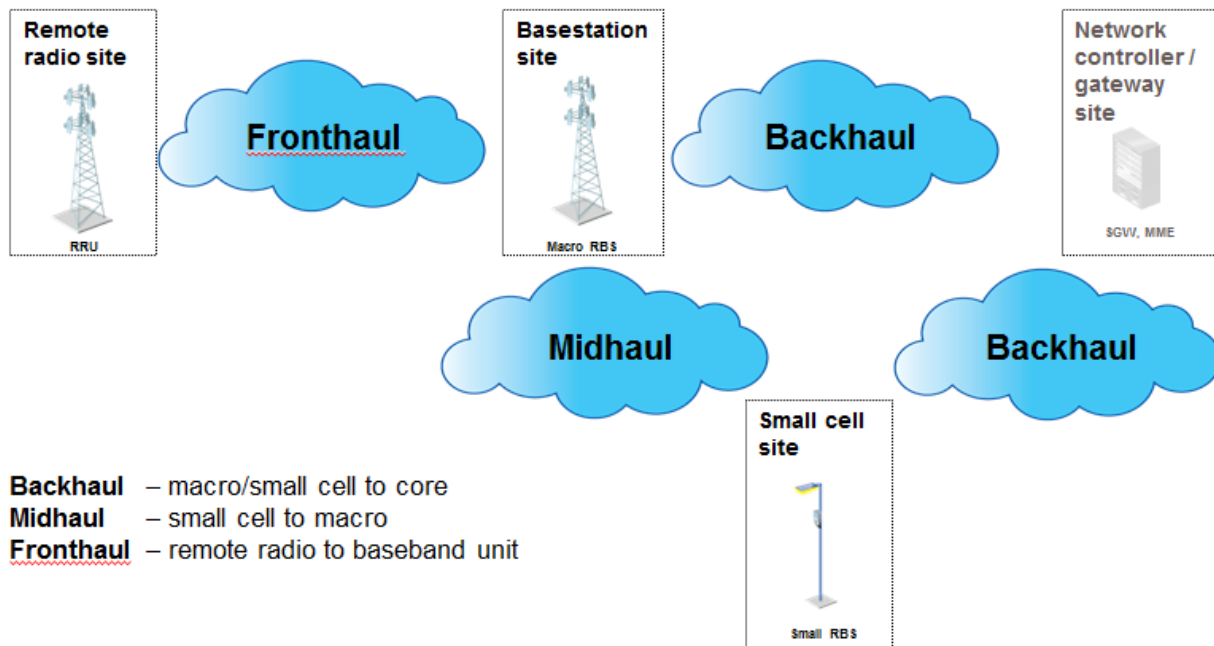 Remote
radio site
RRU
Fronthaul
Basestation
site
Macro RBS
Backhaul
Network
controller /
gateway
site
SGW, MME
Midhaul
Backhaul
Small cell
site
Small RBS
Backhaul – macro/small cell to core
Midhaul – small cell to macro
Fronthaul – remote radio to baseband unit